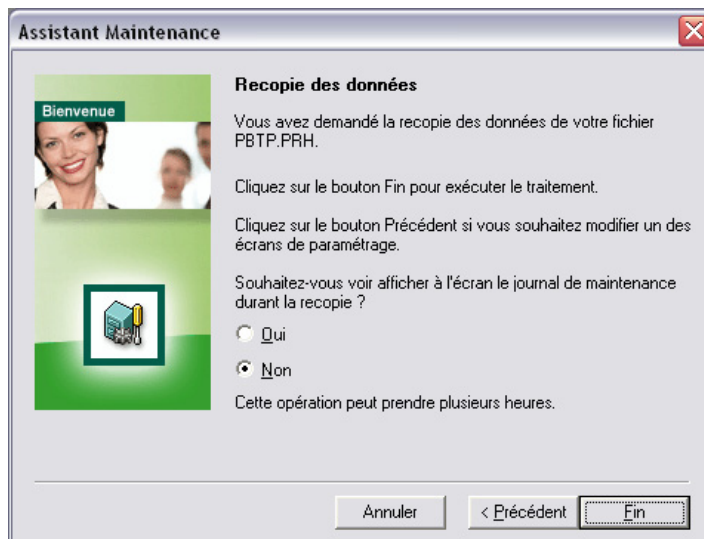 Assistant Maintenance
Bienvenue
Recopie des données
Vous avez demandé la recopie des données de votre fichier
PBTP.PRH.
Cliquez sur le bouton Fin pour exécuter le traitement.
Cliquez sur le bouton Précédent si vous souhaitez modifier un des
écrans de paramétrage.
Souhaitez-vous voir afficher à l'écran le journal de maintenance
durant la recopie ?
Oui
Non
Cette opération peut prendre plusieurs heures.
Annuler
< Précédent
Fin